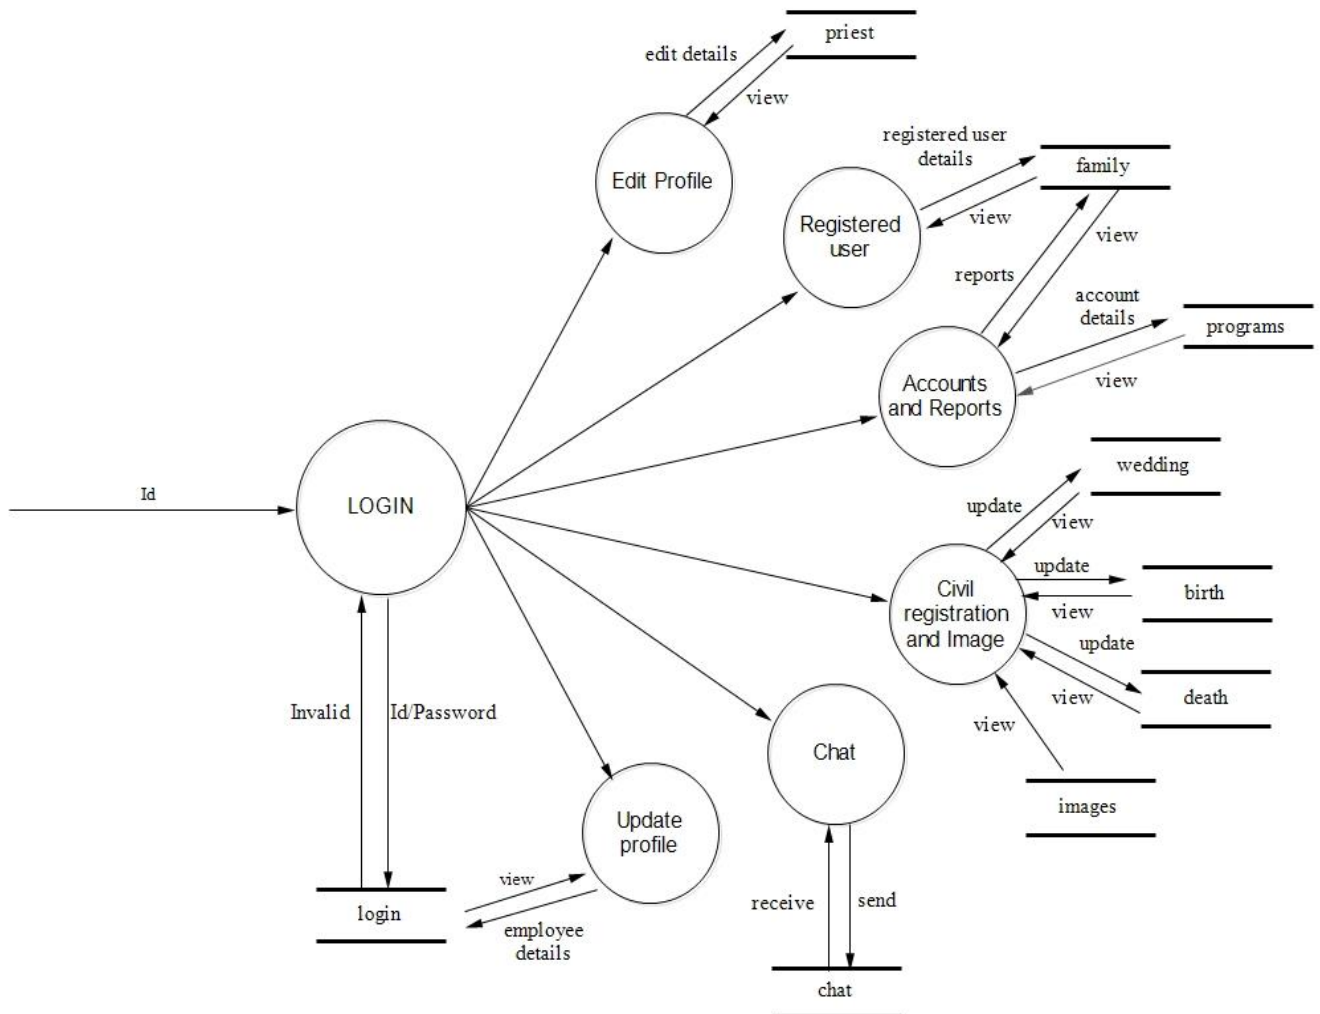 priest
edit details
view
Edit Profile
registered user
details
family
view
Registered
user
view
reports
account
details
programs
view
Accounts
and Reports
wedding
update
view
Id
LOGIN
update
birth
view
Civil
registration
and Image
update
death
view
view
images
Invalid
Id/Password
Chat
Update
profile
view
login
employee
details
receive
send
chat